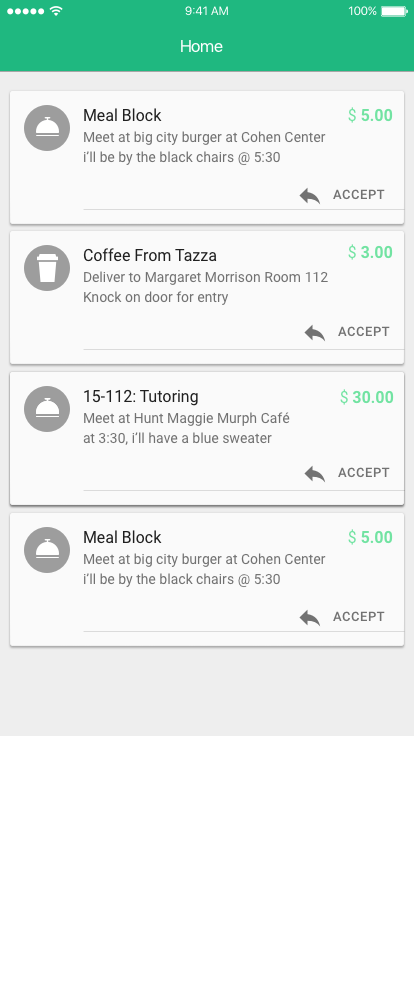 9:41 AM 100%
Home
Meal Block $ 5.00
Meet at big city burger at Cohen Center
i'll be by the black chairs @ 5:30
ACCEPT
Coffee From Tazza $ 3.00
Deliver to Margaret Morrison Room 112
Knock on door for entry
ACCEPT
15-112: Tutoring $ 30.00
Meet at Hunt Maggie Murph Café
at 3:30, i'll have a blue sweater
ACCEPT
Meal Block $ 5.00
Meet at big city burger at Cohen Center
i'll be by the black chairs @ 5:30
ACCEPT